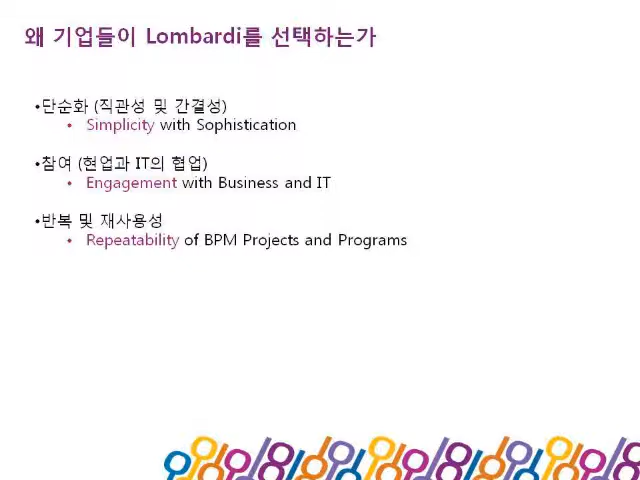 왜 기업들이 Lombardi를 선택하는가
•단순화 (직관성 및 간결성)
• Simplicity with Sophistication
•참여 (현업과 IT의 협업)
• Engagement with Business and IT
•반복 및 재사용성
• Repeatability of BPM Projects and Programs